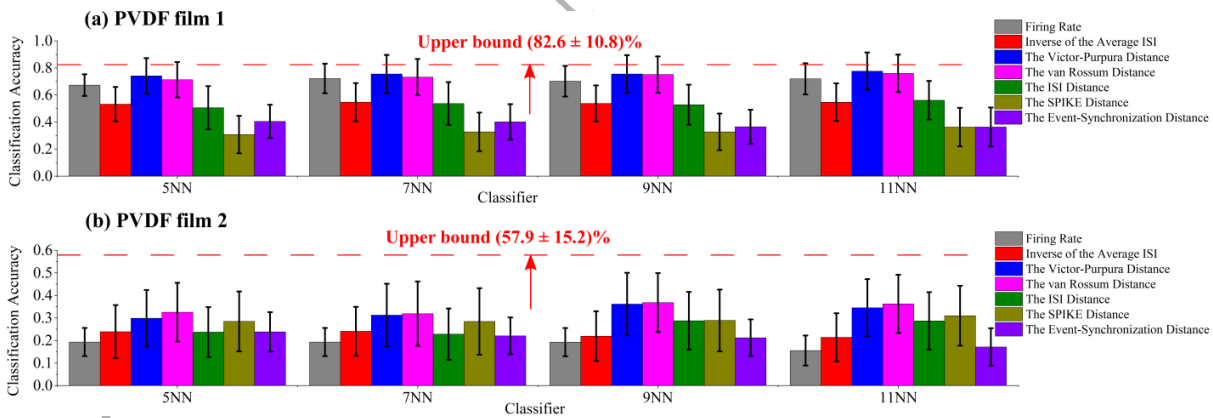 (a) PVDF film 1
Upper bound (82.6 ± 10.8)%
Classification Accuracy
1.0
0.8
0.6
0.4
0.2
0.0
5NN
7NN
9NN
11NN
Classifier
Firing Rate
Inverse of the Average ISI
The Victor-Purpura Distance
The van Rossum Distance
The ISI Distance
The SPIKE Distance
The Event-Synchronization Distance
(b) PVDF film 2
Upper bound (57.9 ± 15.2)%
Classification Accuracy
0.6
0.5
0.4
0.3
0.2
0.1
0.0
5NN
7NN
9NN
11NN
Classifier
Firing Rate
Inverse of the Average ISI
The Victor-Purpura Distance
The van Rossum Distance
The ISI Distance
The SPIKE Distance
The Event-Synchronization Distance